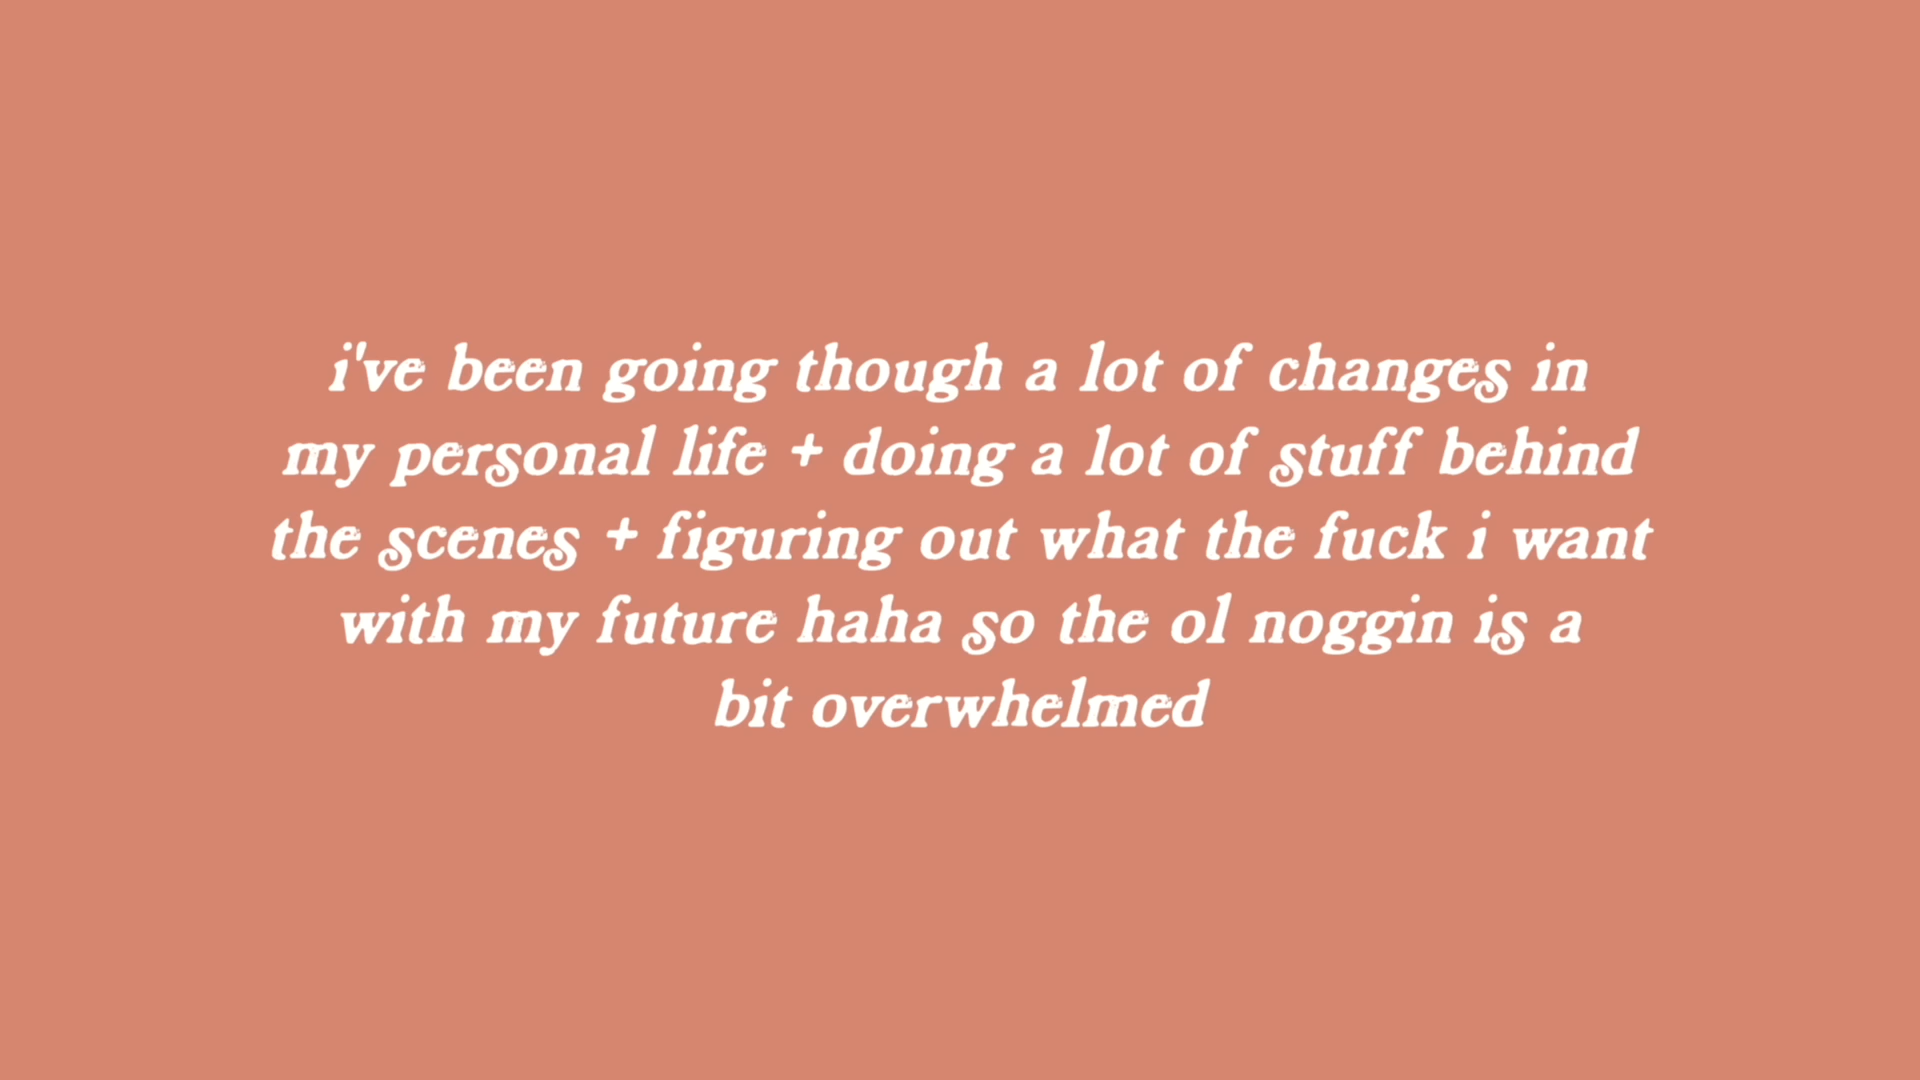 i've been going though a lot of changes in
my personal life + doing a lot of stuff behind
the scenes + figuring out what the fuck i want
with my future haha so the ol noggin is a
bit overwhelmed